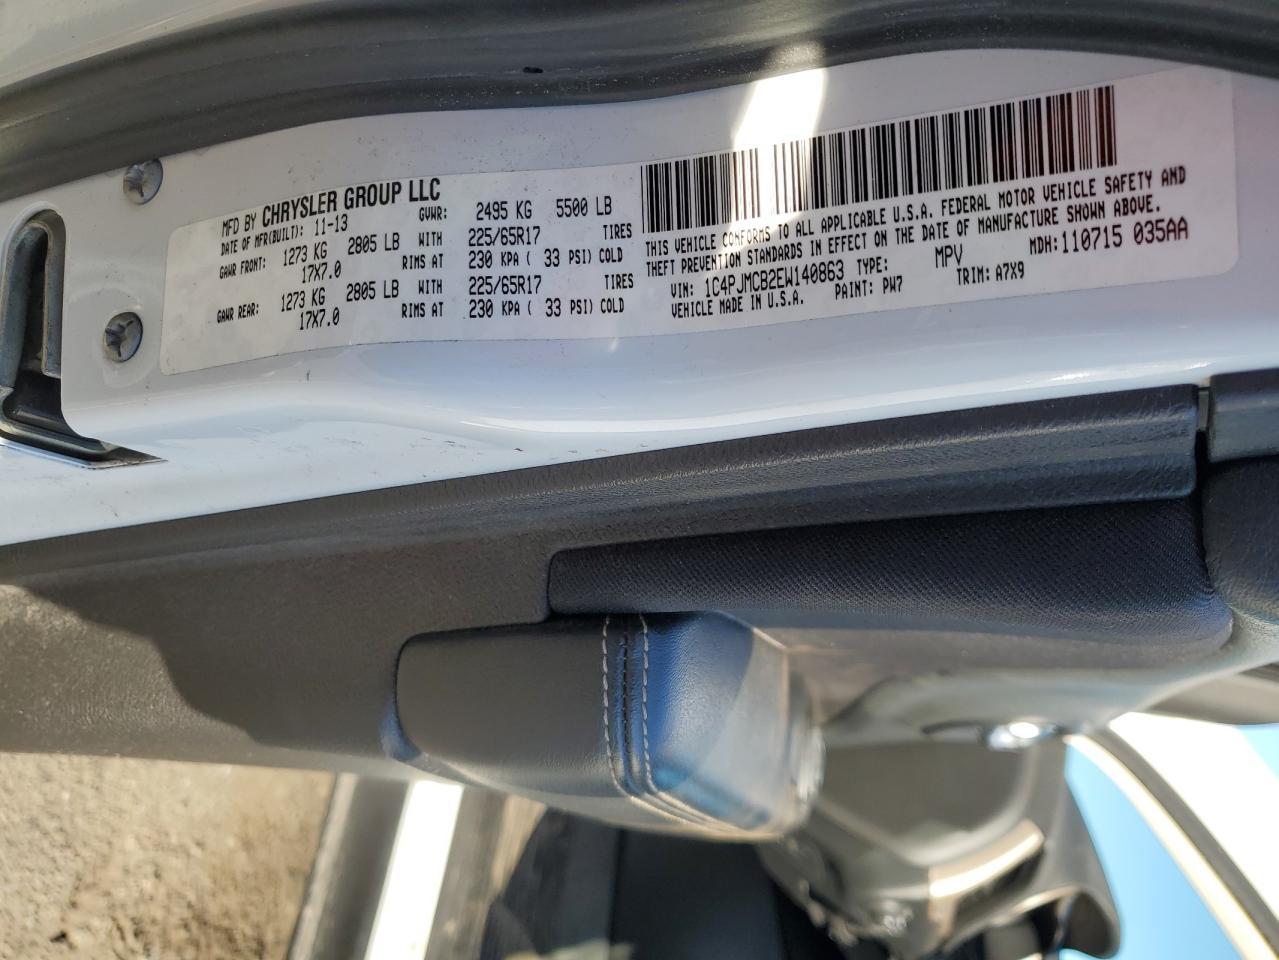 MFD BY CHRYSLER GROUP LLC
DATE OF MFR(BUILT): 11-13 GVWR: 2495 KG 5500 LB
GAWR FRONT: 1273 KG 2805 LB WITH 225/65R17 TIRES
17X7.0 RIMS AT 230 KPA ( 33 PSI) COLD
GAWR REAR: 1273 KG 2805 LB WITH 225/65R17 TIRES
17X7.0 RIMS AT 230 KPA ( 33 PSI) COLD
THIS VEHICLE CONFORMS TO ALL APPLICABLE U.S.A. FEDERAL MOTOR VEHICLE SAFETY AND
THEFT PREVENTION STANDARDS IN EFFECT ON THE DATE OF MANUFACTURE SHOWN ABOVE.
VIN: 1C4PJMCB2EW140863 TYPE: MPV MDH:110715 035AA
VEHICLE MADE IN U.S.A. PAINT: PW7 TRIM: A7X9